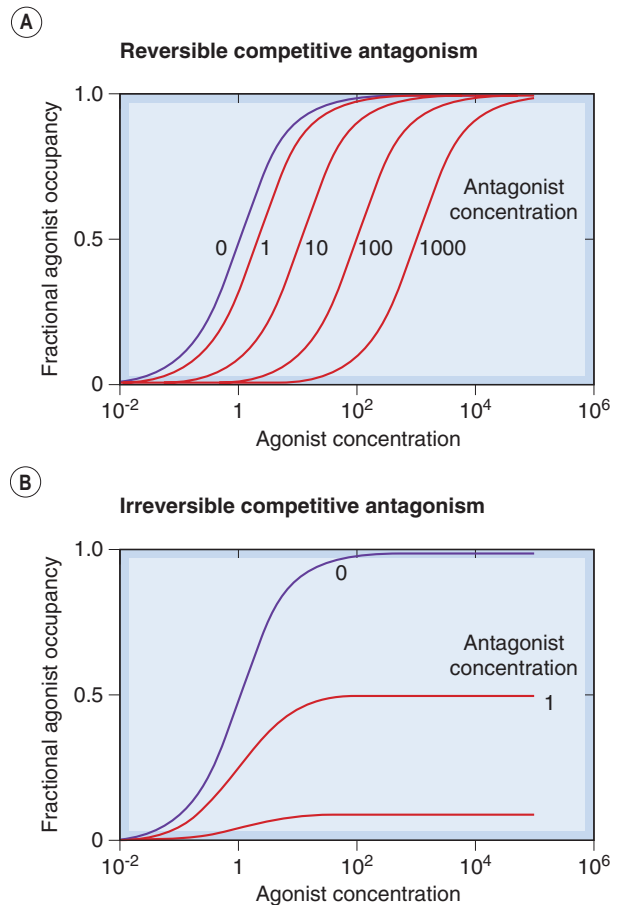 A
Reversible competitive antagonism
Fractional agonist occupancy
1.0
0.5
0
Antagonist
concentration
0 1 10 100 1000
10-2 1 10² 10⁴ 10⁶
Agonist concentration
B
Irreversible competitive antagonism
Fractional agonist occupancy
1.0
0.5
0
0
Antagonist
concentration
1
10-2 1 10² 10⁴ 10⁶
Agonist concentration